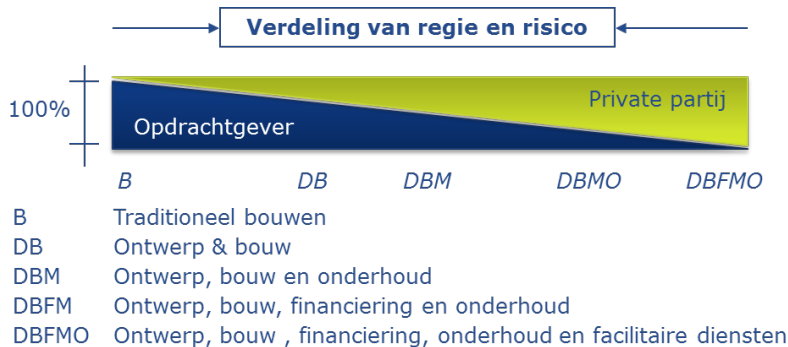 Verdeling van regie en risico
Private partij
100%
Opdrachtgever
B DB DBM DBMO DBFMO
B Traditioneel bouwen
DB Ontwerp & bouw
DBM Ontwerp, bouw en onderhoud
DBFM Ontwerp, bouw, financiering en onderhoud
DBFMO Ontwerp, bouw , financiering, onderhoud en facilitaire diensten